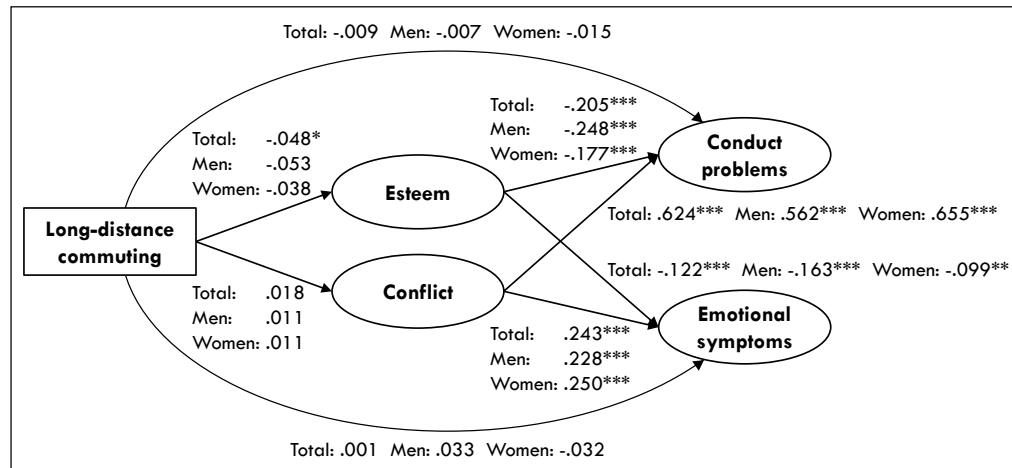 Total: -.009 Men: -.007 Women: -.015
Total: -.048*
Men: -.053
Women: -.038
Total: -.205***
Men: -.248***
Women: -.177***
Conduct
problems
Esteem
Long-distance
commuting
Total: .624*** Men: .562*** Women: .655***
Total: -.122*** Men: -.163*** Women: -.099**
Conflict
Total: .018
Men: .011
Women: .011
Emotional
symptoms
Total: .243***
Men: .228***
Women: .250***
Total: .001 Men: .033 Women: -.032